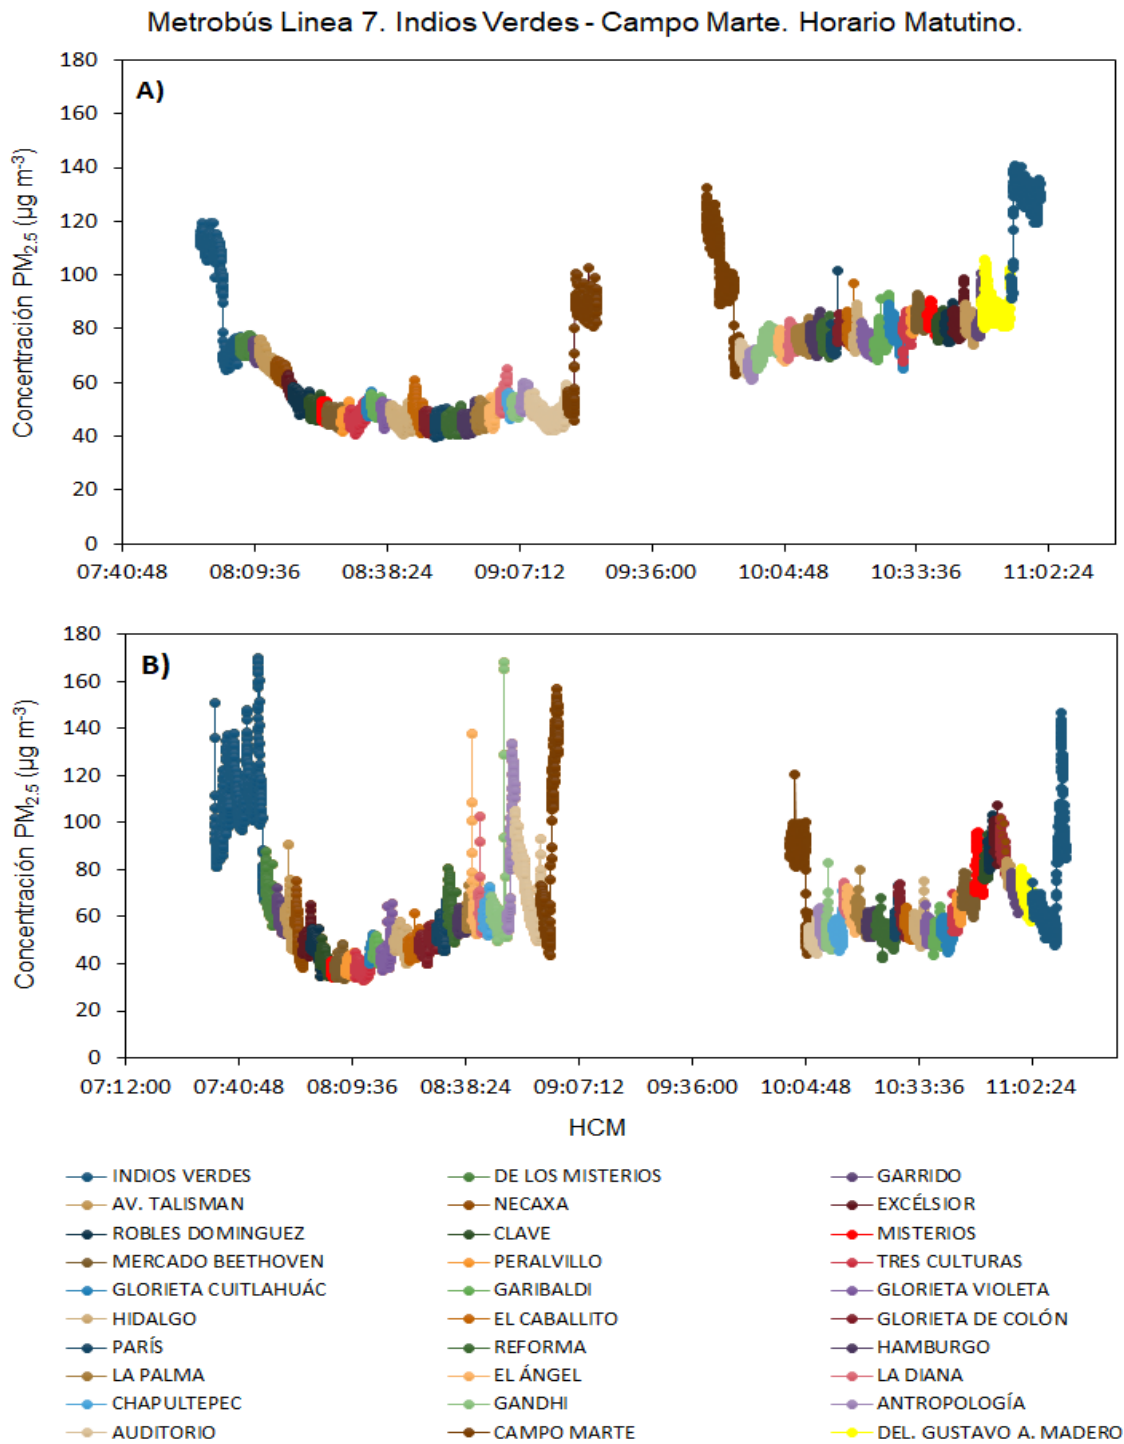 Metrobús Linea 7. Indios Verdes - Campo Marte. Horario Matutino.
A)
Concentración PM2.5 (µg m-3)
180
160
140
120
100
80
60
40
20
0
07:40:48 08:09:36 08:38:24 09:07:12 09:36:00 10:04:48 10:33:36 11:02:24
B)
Concentración PM2.5 (µg m-3)
180
160
140
120
100
80
60
40
20
0
07:12:00 07:40:48 08:09:36 08:38:24 09:07:12 09:36:00 10:04:48 10:33:36 11:02:24
HCM
INDIOS VERDES DE LOS MISTERIOS GARRIDO
AV. TALISMAN NECAXA EXCÉLSIOR
ROBLES DOMINGUEZ CLAVE MISTERIOS
MERCADO BEETHOVEN PERALVILLO TRES CULTURAS
GLORIETA CUITLAHUÁC GARIBALDI GLORIETA VIOLETA
HIDALGO EL CABALLITO GLORIETA DE COLÓN
PARÍS REFORMA HAMBURGO
LA PALMA EL ÁNGEL LA DIANA
CHAPULTEPEC GANDHI ANTROPOLOGÍA
AUDITORIO CAMPO MARTE DEL. GUSTAVO A. MADERO